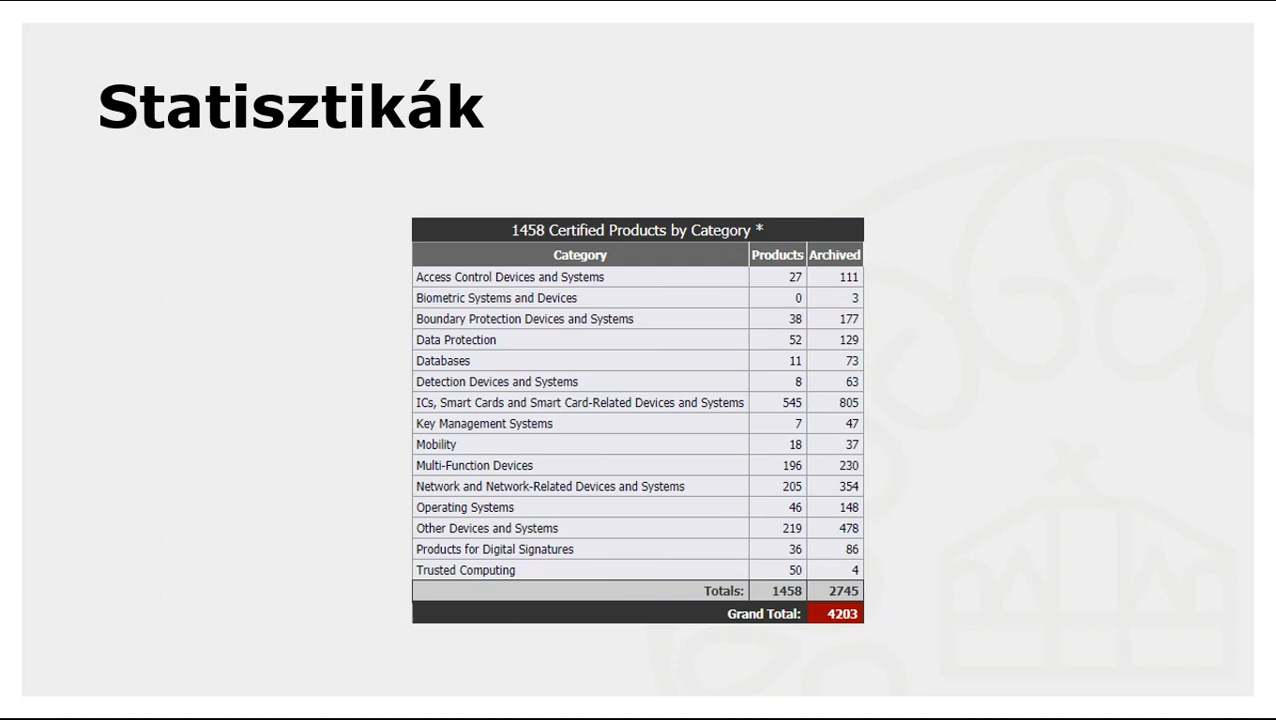 Statisztikák
1458 Certified Products by Category *
Category Products Archived
Access Control Devices and Systems 27 111
Biometric Systems and Devices 0 3
Boundary Protection Devices and Systems 38 177
Data Protection 52 129
Databases 11 73
Detection Devices and Systems 8 63
ICs, Smart Cards and Smart Card-Related Devices and Systems 545 805
Key Management Systems 7 47
Mobility 18 37
Multi-Function Devices 196 230
Network and Network-Related Devices and Systems 205 354
Operating Systems 46 148
Other Devices and Systems 219 478
Products for Digital Signatures 36 86
Trusted Computing 50 4
Totals: 1458 2745
Grand Total: 4203